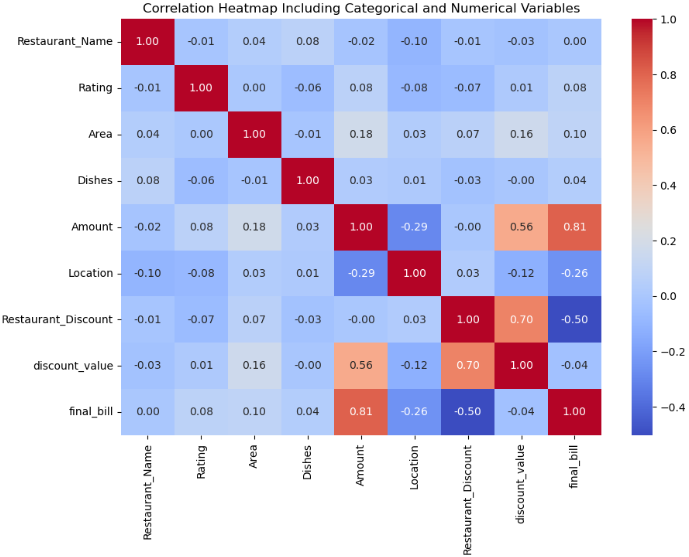 Correlation Heatmap Including Categorical and Numerical Variables
Restaurant_Name 1.00 -0.01 0.04 0.08 -0.02 -0.10 -0.01 -0.03 0.00
Rating -0.01 1.00 0.00 -0.06 0.08 -0.08 -0.07 0.01 0.08
Area 0.04 0.00 1.00 -0.01 0.18 0.03 0.07 0.16 0.10
Dishes 0.08 -0.06 -0.01 1.00 0.03 0.01 -0.03 -0.00 0.04
Amount -0.02 0.08 0.18 0.03 1.00 -0.29 -0.00 0.56 0.81
Location -0.10 -0.08 0.03 0.01 -0.29 1.00 0.03 -0.12 -0.26
Restaurant_Discount -0.01 -0.07 0.07 -0.03 -0.00 0.03 1.00 0.70 -0.50
discount_value -0.03 0.01 0.16 -0.00 0.56 -0.12 0.70 1.00 -0.04
final_bill 0.00 0.08 0.10 0.04 0.81 -0.26 -0.50 -0.04 1.00
Restaurant_Name
Rating
Area
Dishes
Amount
Location
Restaurant_Discount
discount_value
final_bill
1.0
0.8
0.6
0.4
0.2
0.0
−0.2
−0.4